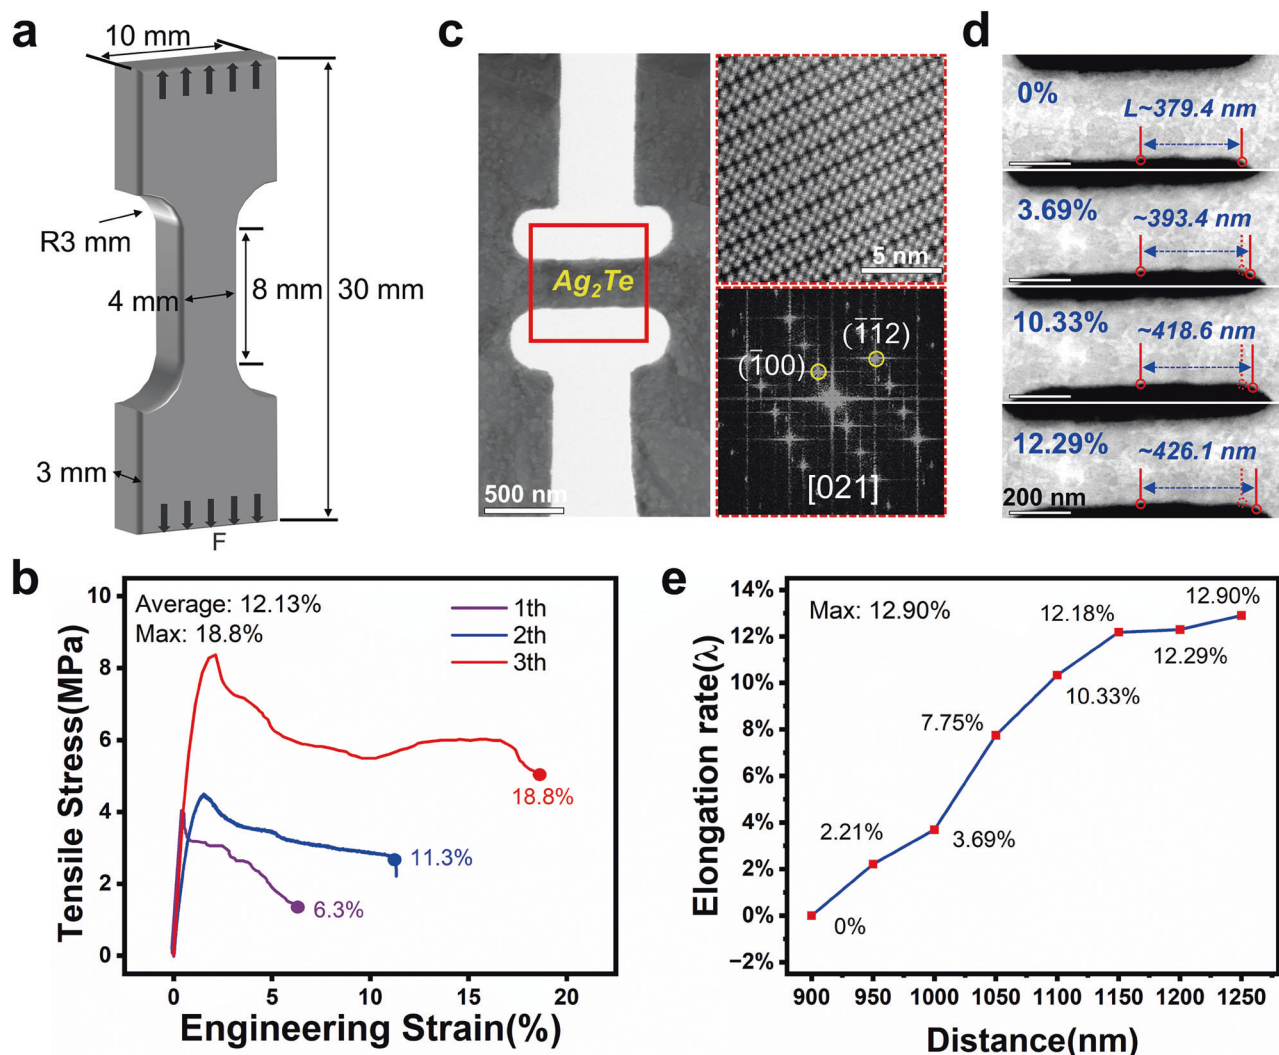 a
10 mm
R3 mm
4 mm
8 mm
30 mm
3 mm
F
c
Ag₂Te
500 nm
5 nm
(1̅00)
(1̅1̅2)
[021]
d
0%
L~379.4 nm
3.69%
~393.4 nm
10.33%
~418.6 nm
12.29%
~426.1 nm
200 nm
b
Average: 12.13%
Max: 18.8%
1th
2th
3th
18.8%
11.3%
6.3%
10
8
6
4
2
0
Tensile Stress(MPa)
0 5 10 15 20
Engineering Strain(%)
e
Max: 12.90%
14%
12%
10%
8%
6%
4%
2%
0%
−2%
Elongation rate(λ)
0%
2.21%
3.69%
7.75%
10.33%
12.18%
12.29%
12.90%
900 950 1000 1050 1100 1150 1200 1250
Distance(nm)